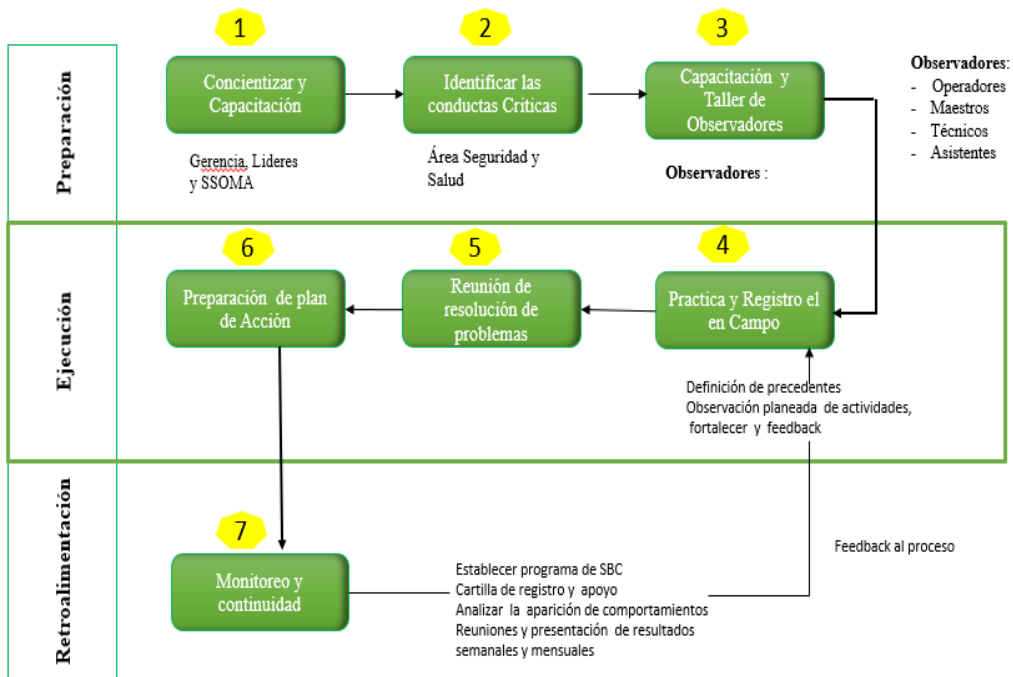 1
2
3
Preparación
Concientizar y
Capacitación
Identificar las
conductas Criticas
Capacitación y
Taller de
Observadores
Observadores:
- Operadores
- Maestros
- Técnicos
- Asistentes
Gerencia, Lideres
y SSOMA
Área Seguridad y
Salud
Observadores :
6
5
4
Ejecución
Preparación de plan
de Acción
Reunión de
resolución de
problemas
Practica y Registro el
en Campo
Definición de precedentes
Observación planeada de actividades,
fortalecer y feedback
Retroalimentación
7
Monitoreo y
continuidad
Establecer programa de SBC
Cartilla de registro y apoyo
Analizar la aparición de comportamientos
Reuniones y presentación de resultados
semanales y mensuales
Feedback al proceso